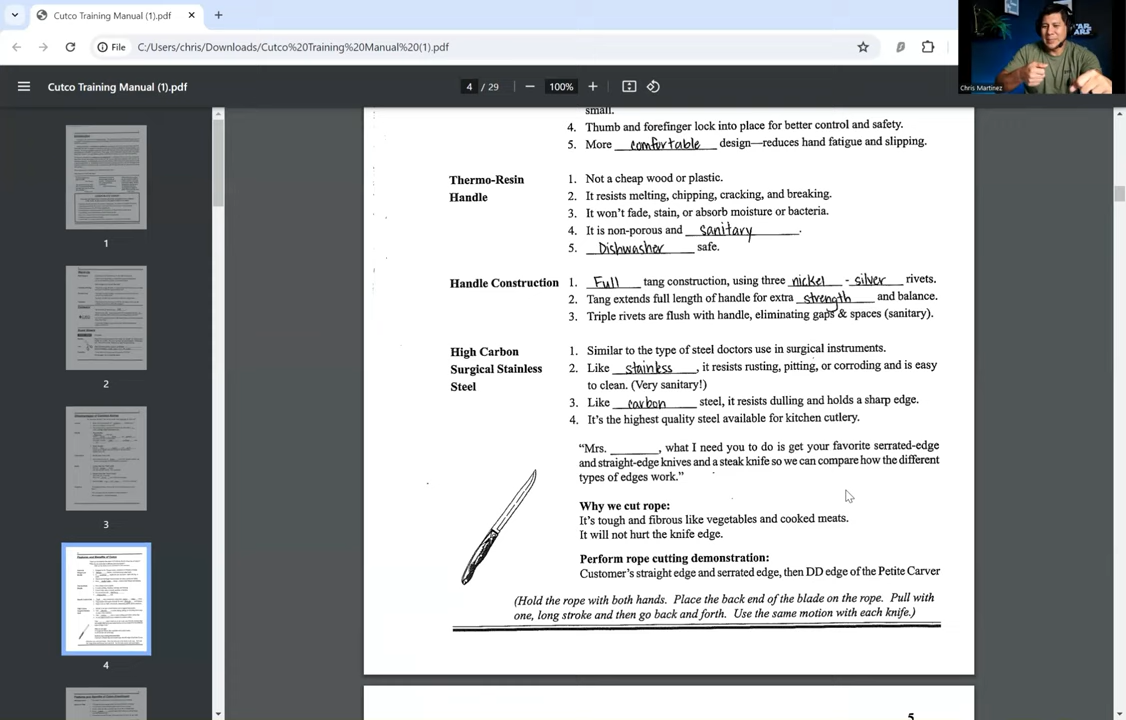 Cutco Training Manual (1).pdf
File
C:/Users/chris/Downloads/Cutco%20Training%20Manual%20(1).pdf
STAR
WARS
Chris Martinez
Cutco Training Manual (1).pdf
4 / 29
100%
1
2
3
4
small.
4. Thumb and forefinger lock into place for better control and safety.
5. More comfortable design—reduces hand fatigue and slipping.
Thermo-Resin
Handle
1. Not a cheap wood or plastic.
2. It resists melting, chipping, cracking, and breaking.
3. It won't fade, stain, or absorb moisture or bacteria.
4. It is non-porous and sanitary.
5. Dishwasher safe.
Handle Construction
1. Full tang construction, using three nickel - silver rivets.
2. Tang extends full length of handle for extra strength and balance.
3. Triple rivets are flush with handle, eliminating gaps & spaces (sanitary).
High Carbon
Surgical Stainless
Steel
1. Similar to the type of steel doctors use in surgical instruments.
2. Like stainless, it resists rusting, pitting, or corroding and is easy
to clean. (Very sanitary!)
3. Like carbon steel, it resists dulling and holds a sharp edge.
4. It's the highest quality steel available for kitchen cutlery.
"Mrs. ________, what I need you to do is get your favorite serrated-edge
and straight-edge knives and a steak knife so we can compare how the different
types of edges work."
Why we cut rope:
It's tough and fibrous like vegetables and cooked meats.
It will not hurt the knife edge.
Perform rope cutting demonstration:
Customer's straight edge and serrated edge, then DD edge of the Petite Carver
(Hold the rope with both hands. Place the back end of the blade on the rope. Pull with
one, long stroke and then go back and forth. Use the same motion with each knife.)
5